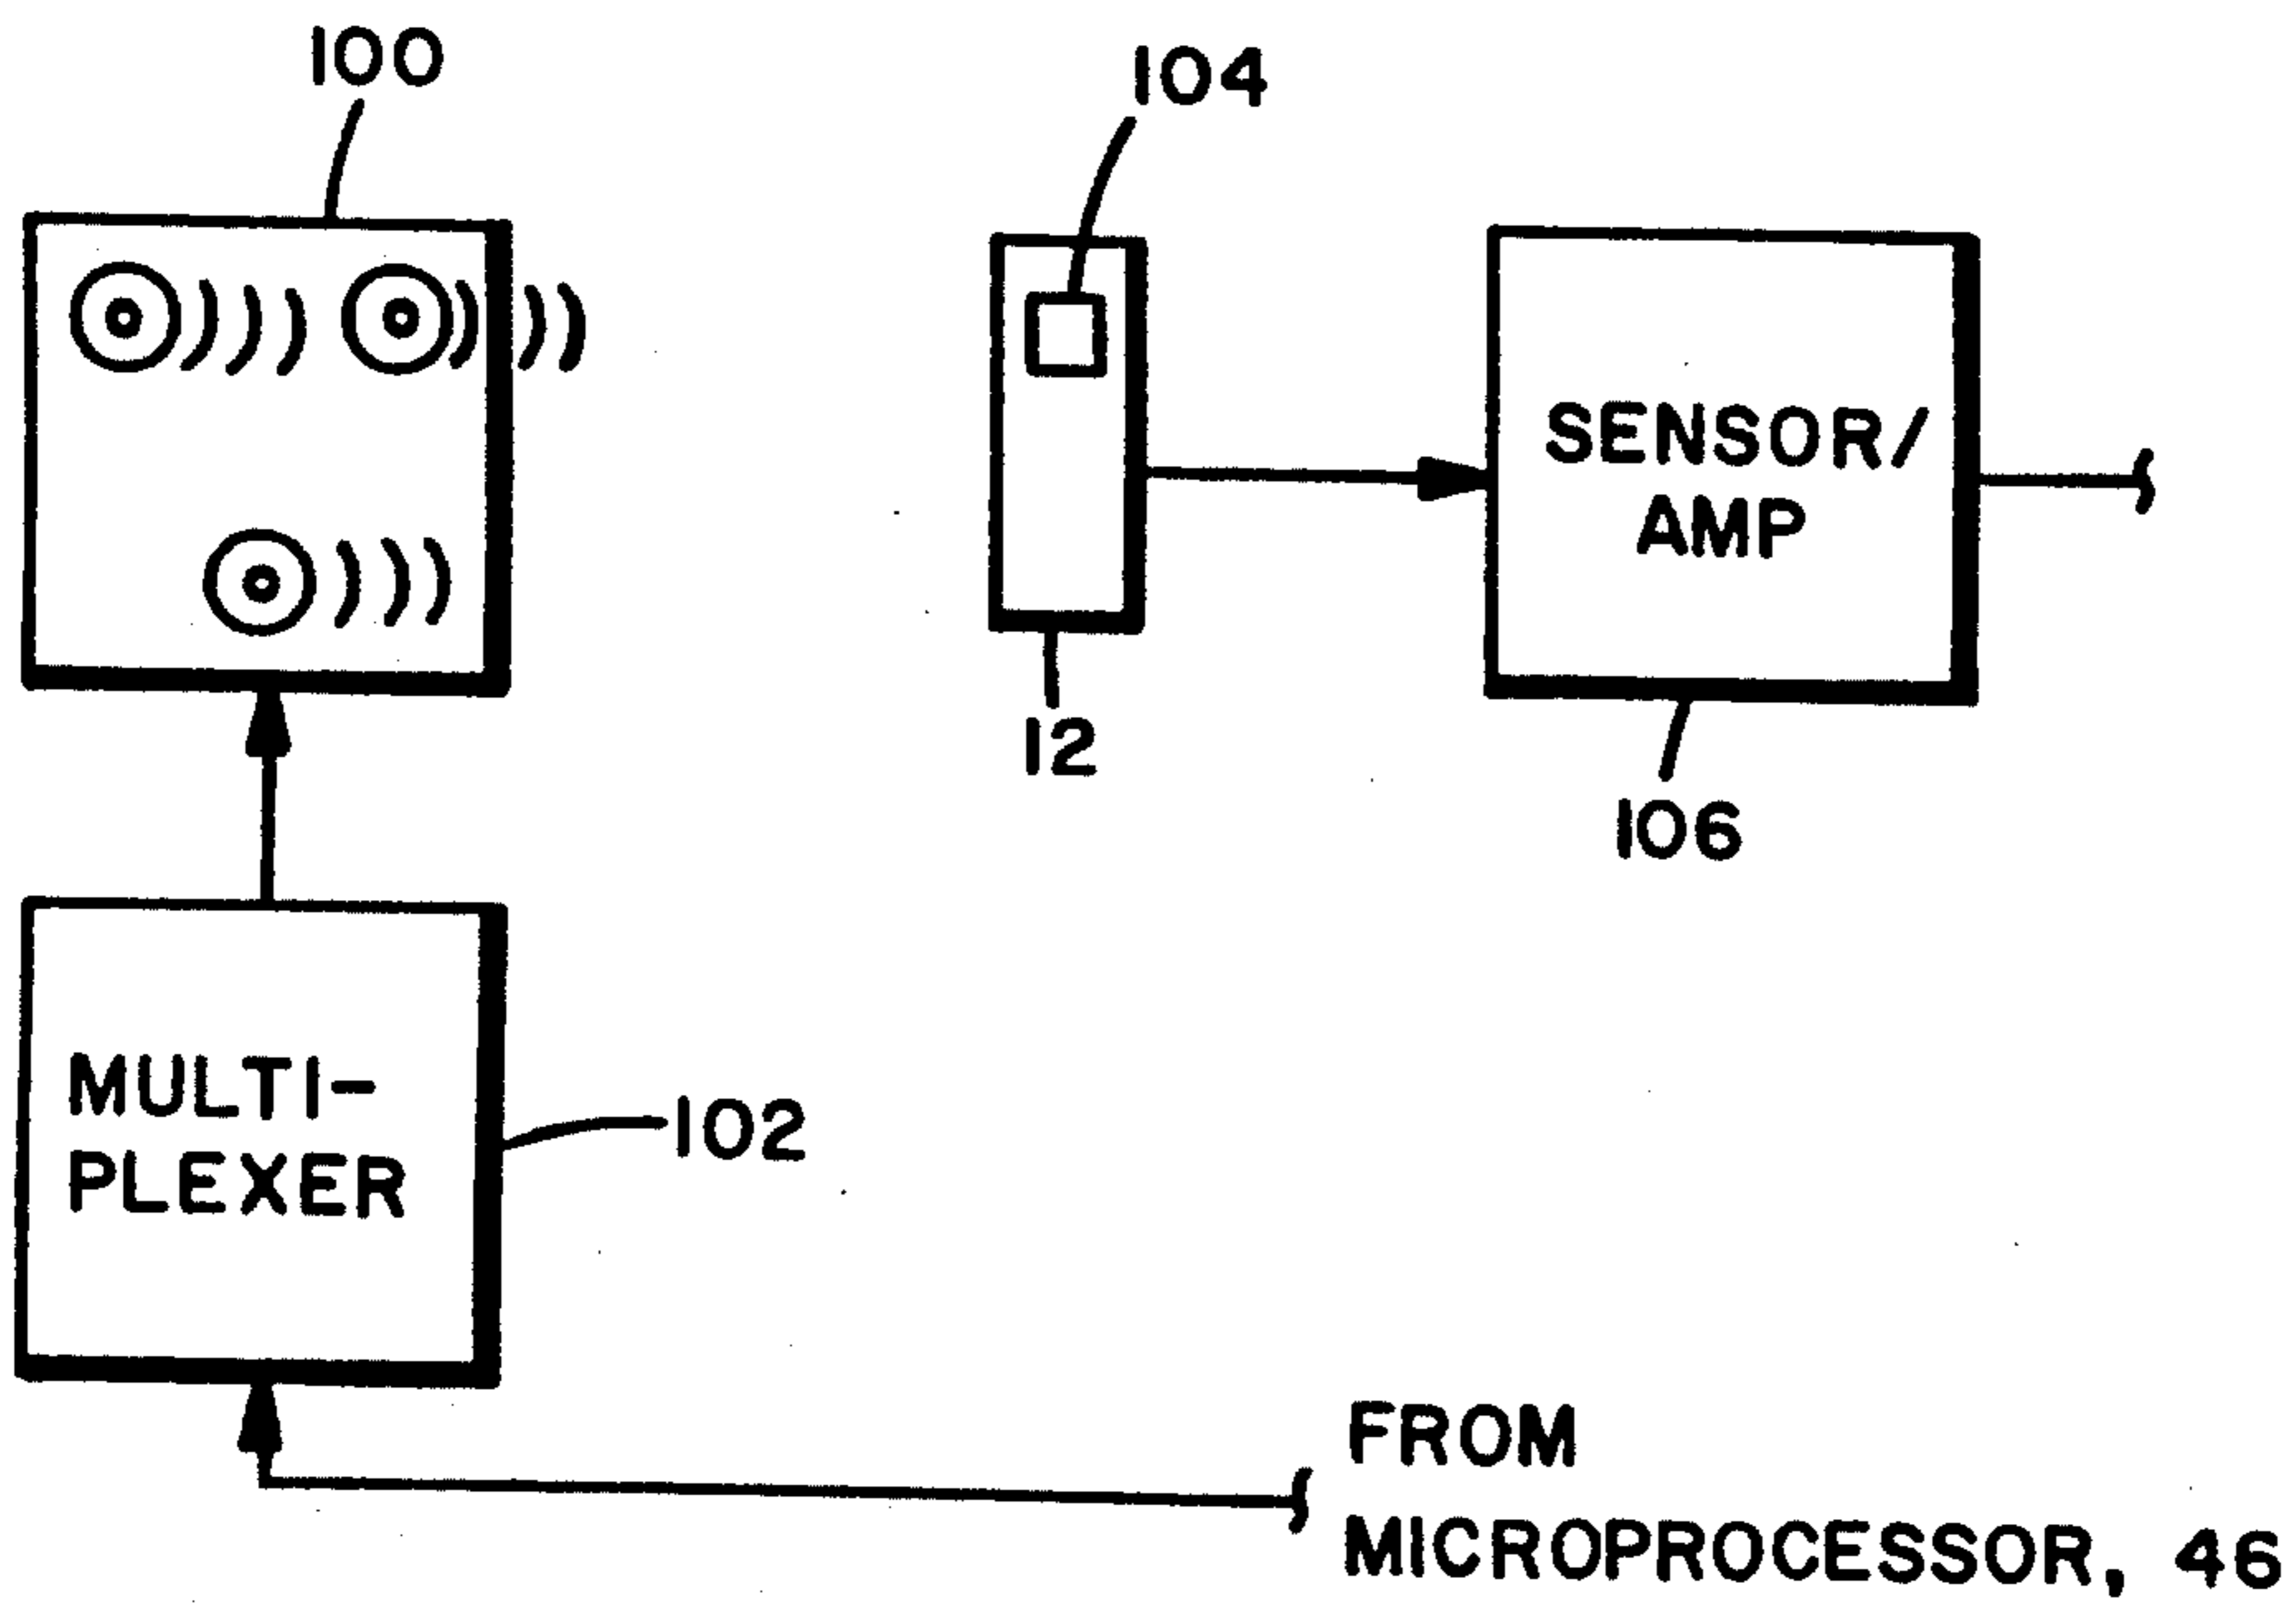 100
104
SENSOR/
AMP
12
106
MULTI-
PLEXER
102
FROM
MICROPROCESSOR, 46